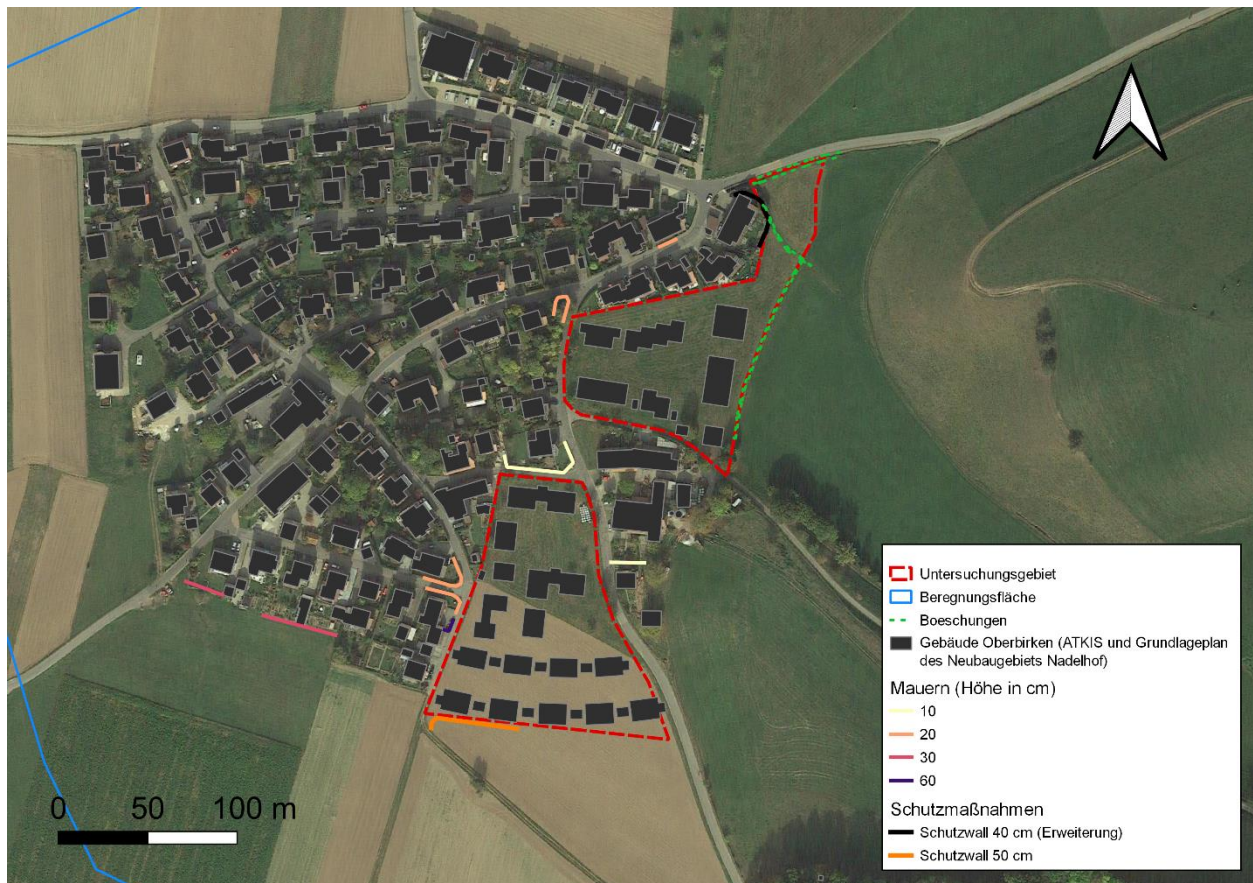 Untersuchungsgebiet
Beregnungsfläche
Boeschungen
Gebäude Oberbirken (ATKIS und Grundlageplan
des Neubaugebiets Nadelhof)
Mauern (Höhe in cm)
10
20
30
60
Schutzmaßnahmen
Schutzwall 40 cm (Erweiterung)
Schutzwall 50 cm
0 50 100 m